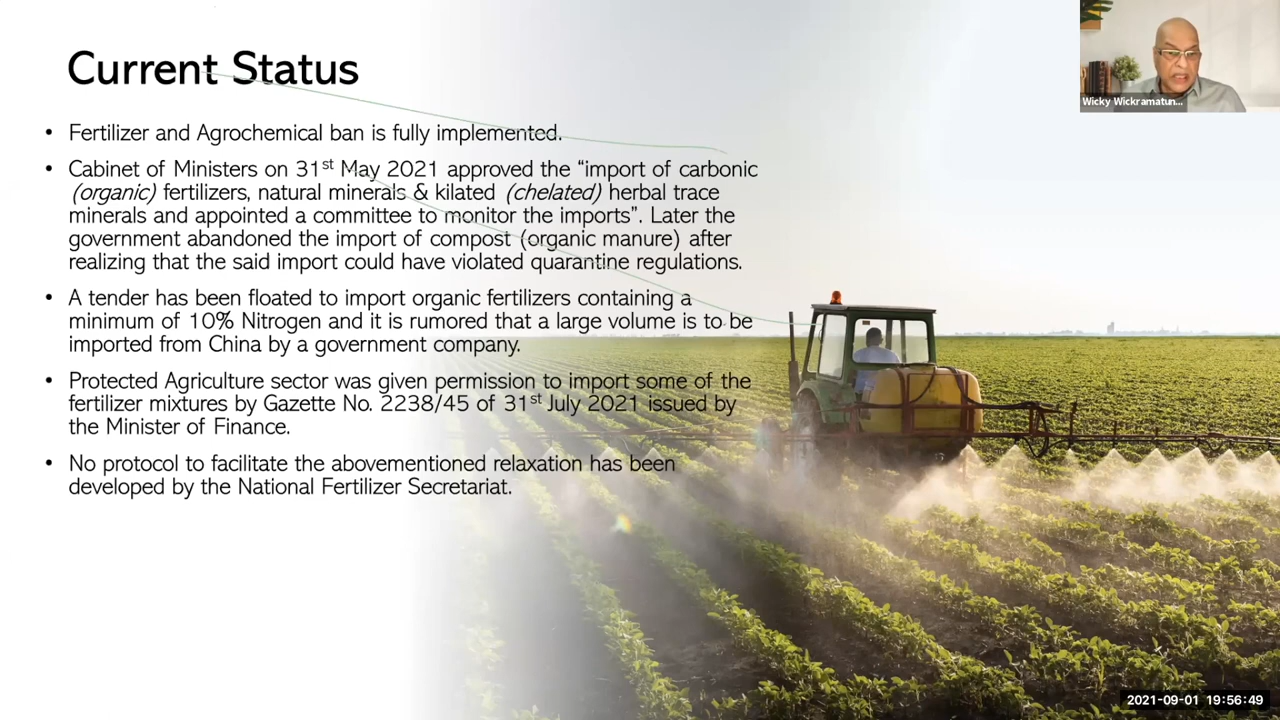 Current Status
• Fertilizer and Agrochemical ban is fully implemented.
• Cabinet of Ministers on 31st May 2021 approved the “import of carbonic
(organic) fertilizers, natural minerals & kilated (chelated) herbal trace
minerals and appointed a committee to monitor the imports”. Later the
government abandoned the import of compost (organic manure) after
realizing that the said import could have violated quarantine regulations.
• A tender has been floated to import organic fertilizers containing a
minimum of 10% Nitrogen and it is rumored that a large volume is to be
imported from China by a government company.
• Protected Agriculture sector was given permission to import some of the
fertilizer mixtures by Gazette No. 2238/45 of 31st July 2021 issued by
the Minister of Finance.
• No protocol to facilitate the abovementioned relaxation has been
developed by the National Fertilizer Secretariat.
Wicky Wickramatun...
2021-09-01 19:56:49